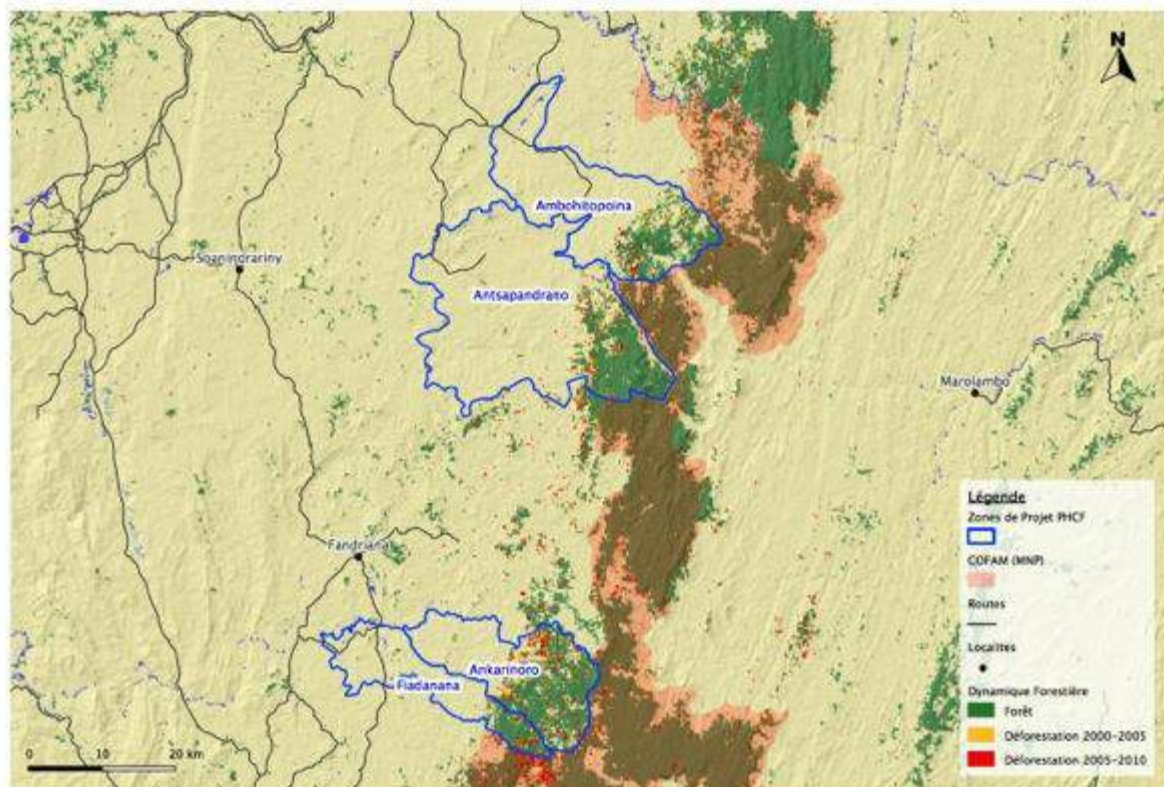 N
Ambohitopoina
Soanindrariny
Antsapandrano
Marolambo
Fandriana
Ankarinoro
Fiadanana
0 10 20 km
Légende
Zones de Projet PHCF
COFAM (MNP)
Routes
Localites
Dynamique Forestière
Forêt
Déforestation 2000-2005
Déforestation 2005-2010